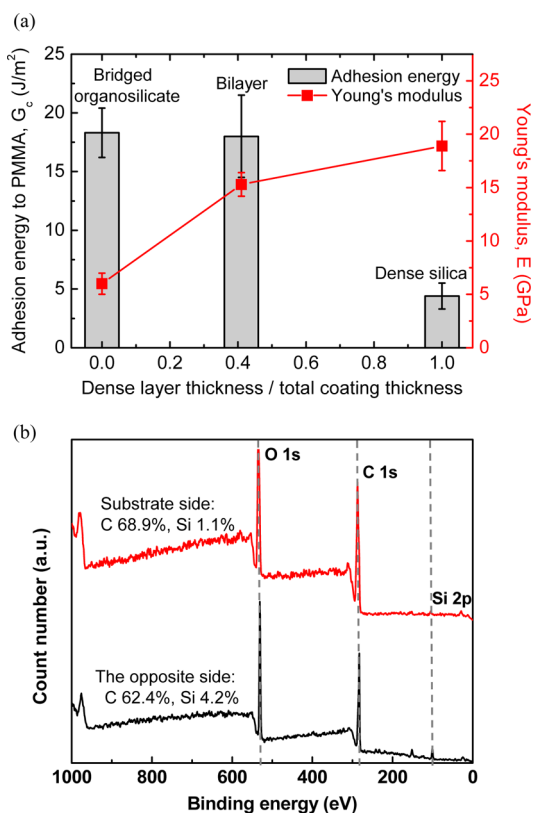 (a)
Bridged
organosilicate
Bilayer
Adhesion energy
Young's modulus
Dense silica
Adhesion energy to PMMA, G_c (J/m²)
25
20
15
10
5
0
Young's modulus, E (GPa)
25
20
15
10
5
0
0.0 0.2 0.4 0.6 0.8 1.0
Dense layer thickness / total coating thickness
(b)
O 1s
C 1s
Substrate side:
C 68.9%, Si 1.1%
Si 2p
The opposite side:
C 62.4%, Si 4.2%
Count number (a.u.)
1000 800 600 400 200 0
Binding energy (eV)